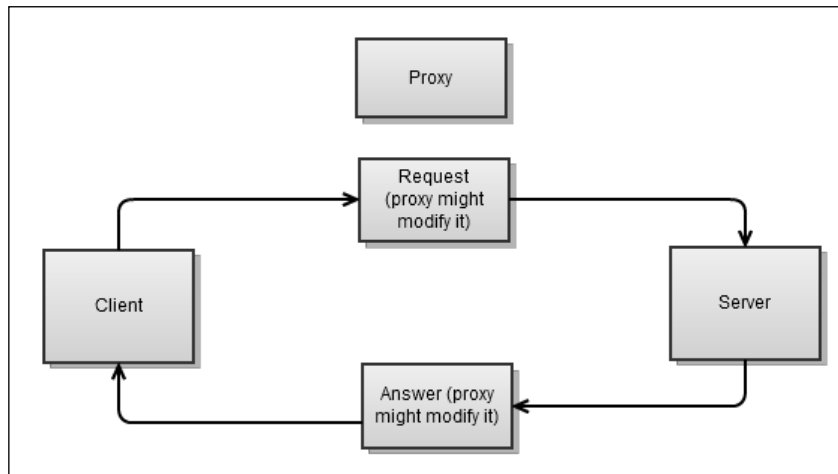 Proxy
Request
(proxy might
modify it)
Client
Server
Answer (proxy
might modify it)